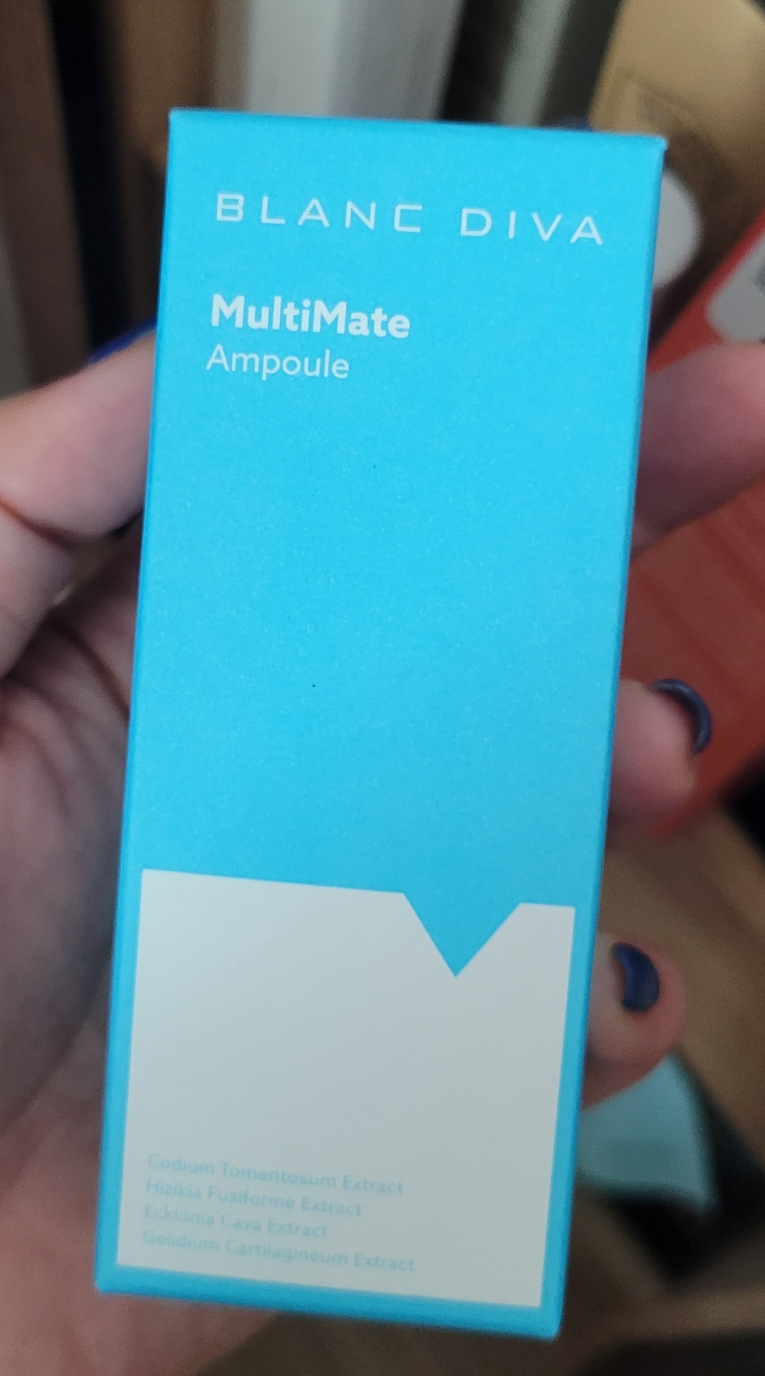 BLANC DIVA
MultiMate
Ampoule
Codium Tomentosum Extract
Hizikia Fusiforme Extract
Ecklonia Cava Extract
Gelidium Cartilagineum Extract